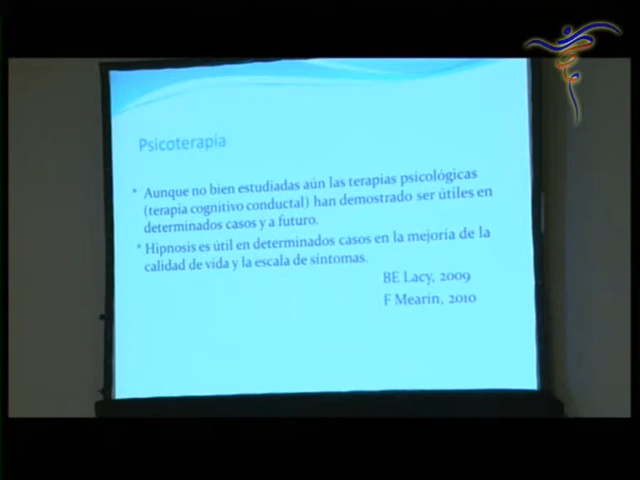 Psicoterapia
* Aunque no bien estudiadas aún las terapias psicológicas
(terapia cognitivo conductal) han demostrado ser útiles en
determinados casos y a futuro.
* Hipnosis es útil en determinados casos en la mejoria de la
calidad de vida y la escala de síntomas.
BE Lacy, 2009
F Mearin, 2010